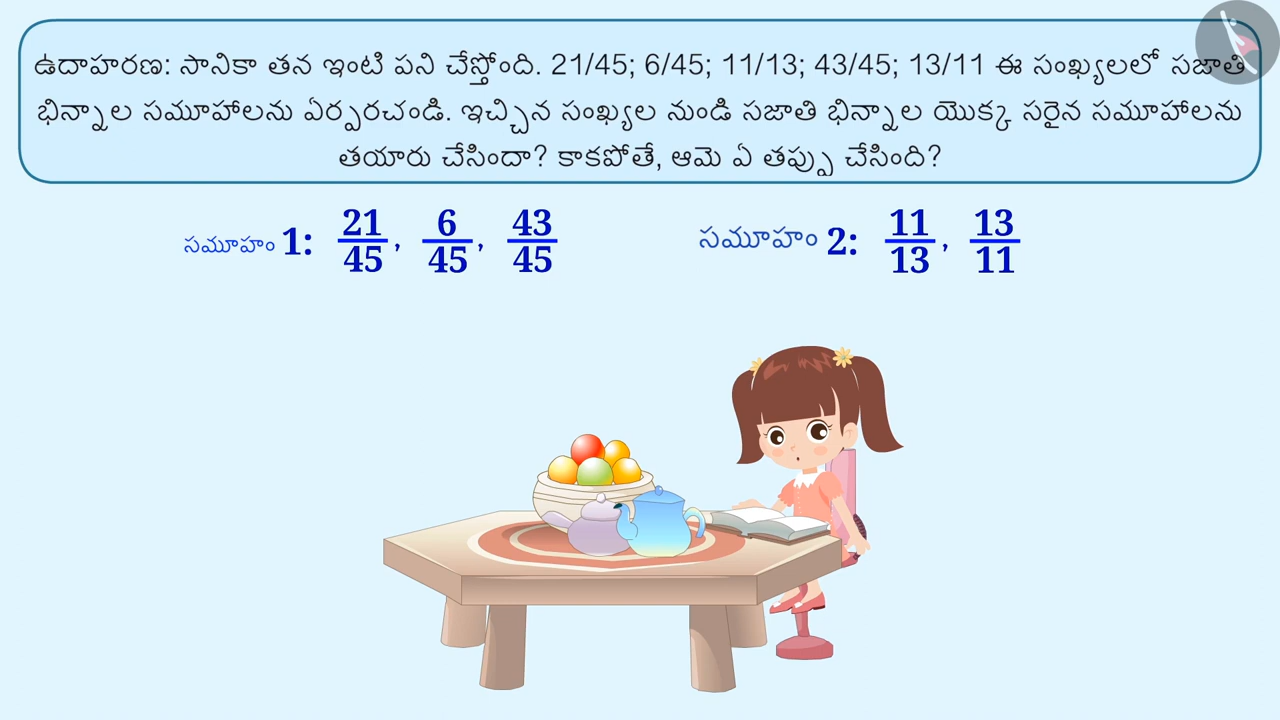 ఉదాహరణ: సానికా తన ఇంటి పని చేస్తోంది. 21/45; 6/45; 11/13; 43/45; 13/11 ఈ సంఖ్యలలో సజాతి
భిన్నాల సమూహాలను ఏర్పరచండి. ఇచ్చిన సంఖ్యల నుండి సజాతి భిన్నాల యొక్క సరైన సమూహాలను
తయారు చేసిందా? కాకపోతే, ఆమె ఏ తప్పు చేసింది?
సమూహం 1: 21/45, 6/45, 43/45
సమూహం 2: 11/13, 13/11